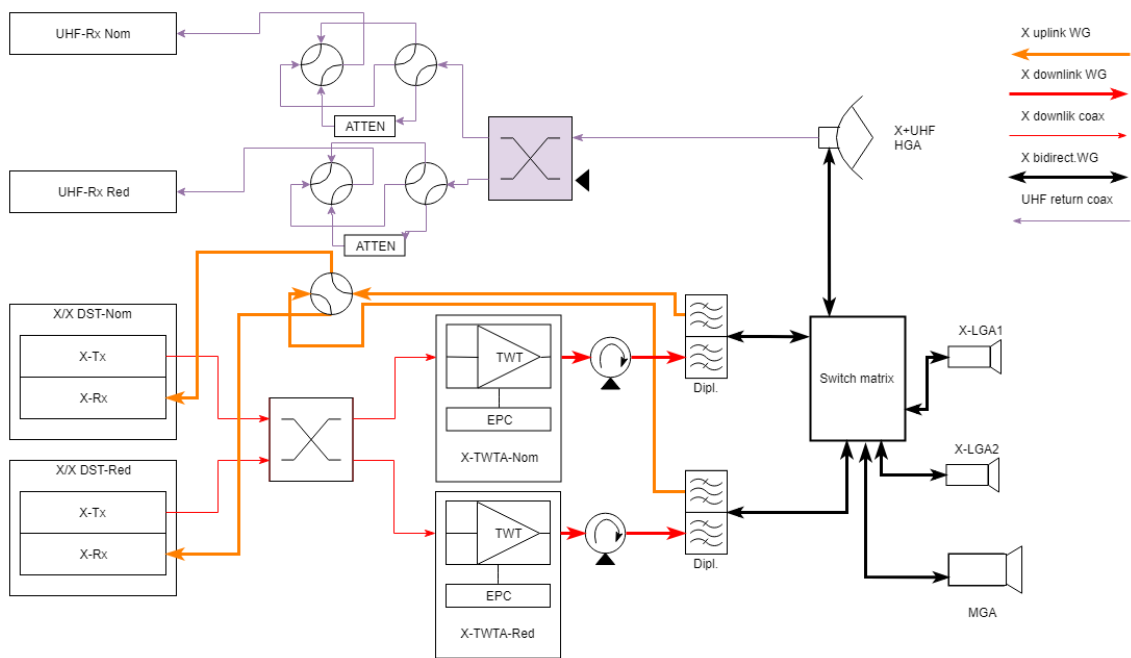 UHF-Rx Nom
ATTEN
UHF-Rx Red
ATTEN
X+UHF
HGA
X uplink WG
X downlink WG
X downlik coax
X bidirect.WG
UHF return coax
X/X DST-Nom
X-Tx
X-Rx
X/X DST-Red
X-Tx
X-Rx
TWT
EPC
X-TWTA-Nom
TWT
EPC
X-TWTA-Red
Dipl.
Dipl.
Switch matrix
X-LGA1
X-LGA2
MGA